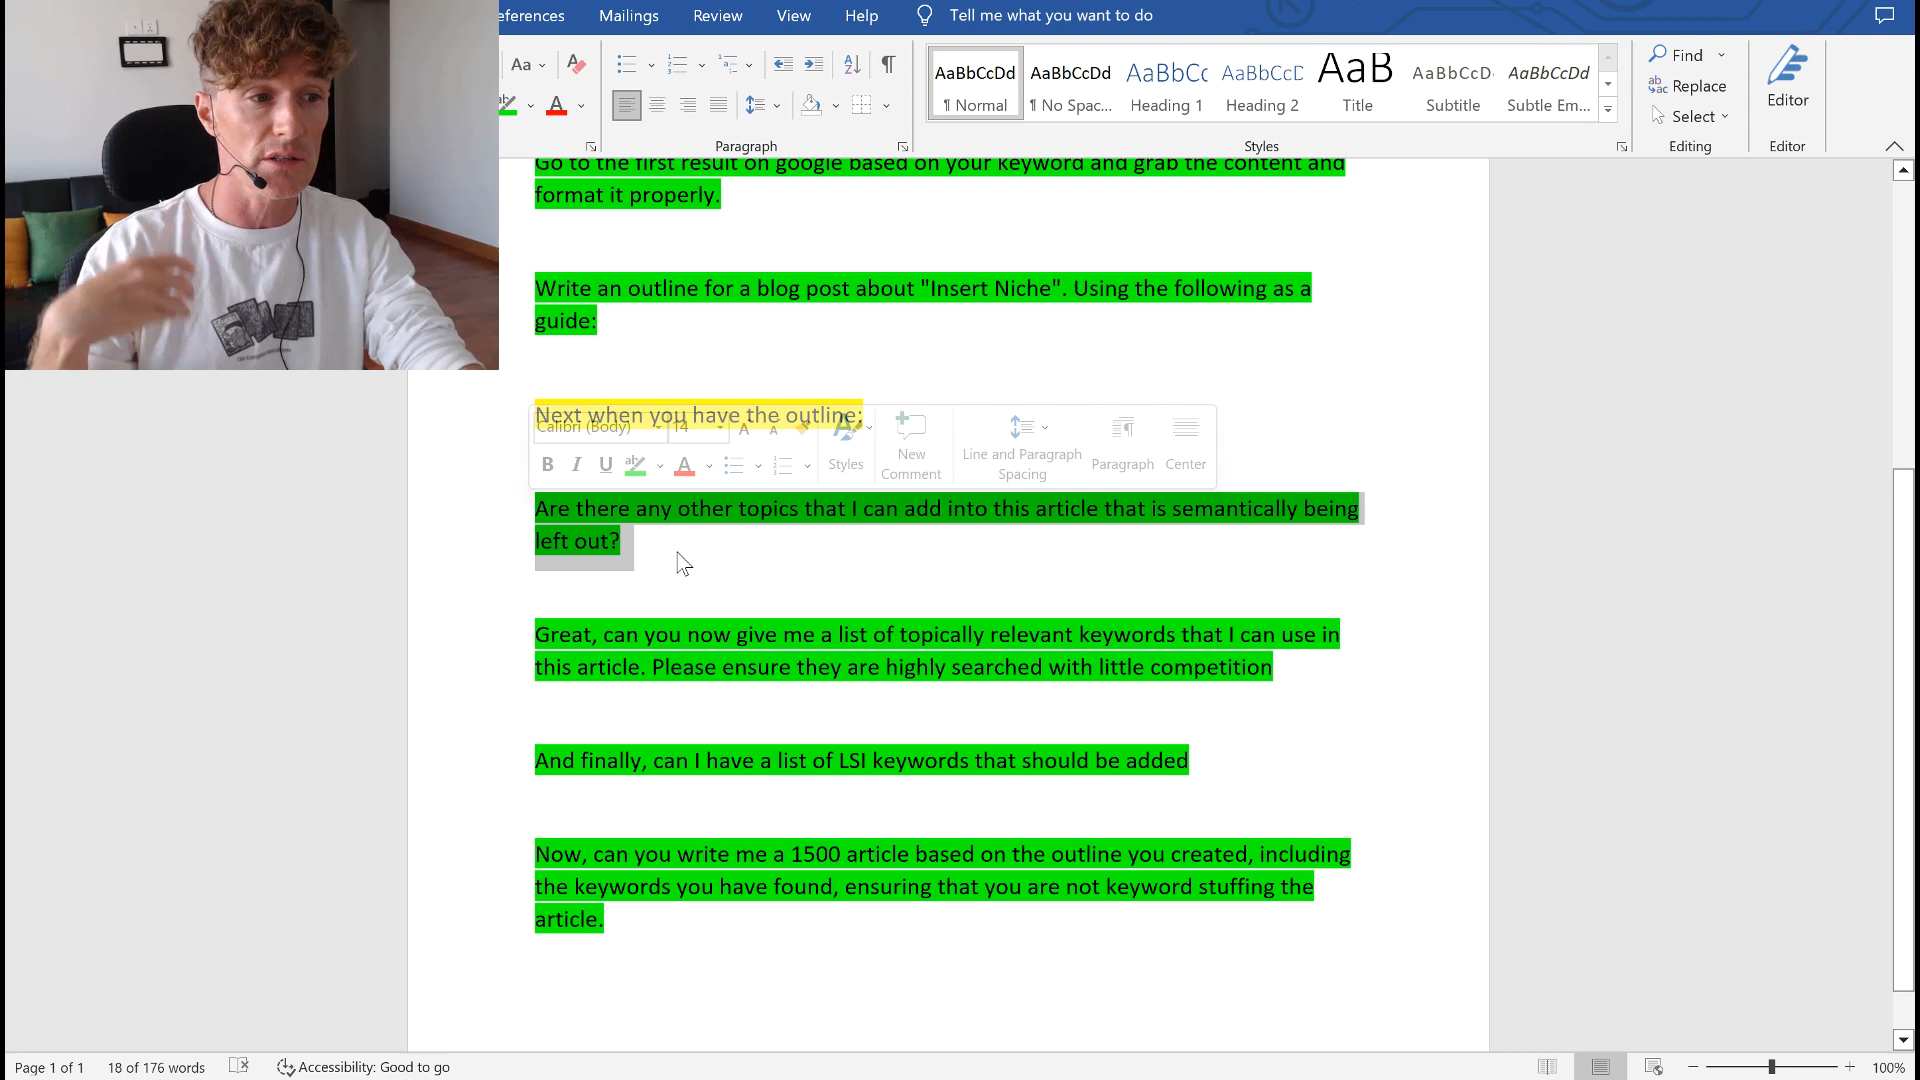 eferences Mailings Review View Help Tell me what you want to do
Aa
AaBbCcDd AaBbCcDd AaBbCc AaBbCcD AaB AaBbCcD AaBbCcDd
¶ Normal ¶ No Spac... Heading 1 Heading 2 Title Subtitle Subtle Em...
Find
Replace
Select
Editor
Paragraph Styles Editing Editor
Go to the first result on google based on your keyword and grab the content and
format it properly.
Write an outline for a blog post about "Insert Niche". Using the following as a
guide:
Next when you have the outline:
Calibri (Body) 14
B I U
Styles
New
Comment
Line and Paragraph
Spacing
Paragraph
Center
Are there any other topics that I can add into this article that is semantically being
left out?
Great, can you now give me a list of topically relevant keywords that I can use in
this article. Please ensure they are highly searched with little competition
And finally, can I have a list of LSI keywords that should be added
Now, can you write me a 1500 article based on the outline you created, including
the keywords you have found, ensuring that you are not keyword stuffing the
article.
Page 1 of 1 18 of 176 words Accessibility: Good to go 100%